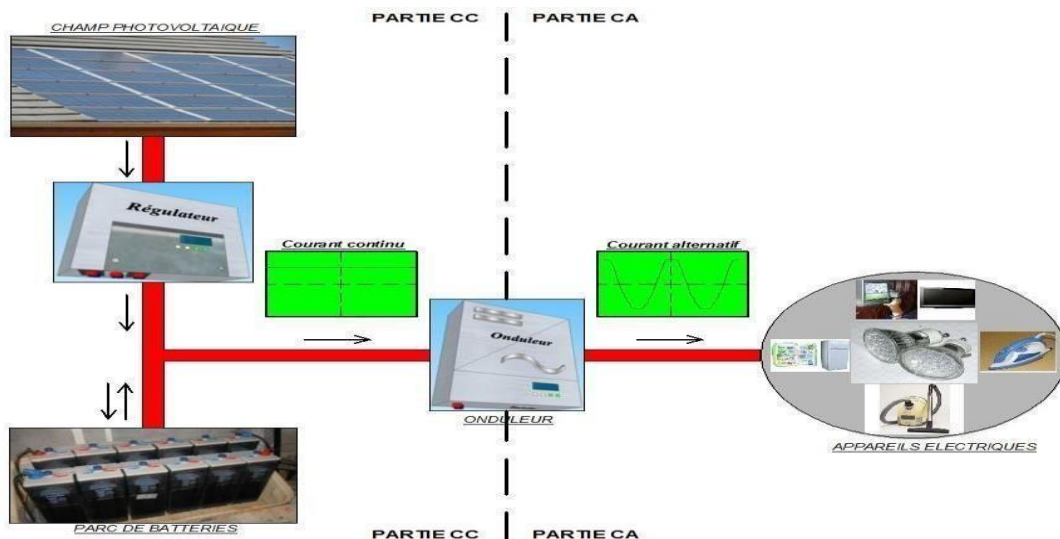 PARTIE CC
PARTIE CA
CHAMP PHOTOVOLTAIQUE
Régulateur
Courant continu
Courant alternatif
Onduleur
ONDULEUR
APPAREILS ELECTRIQUES
PARC DE BATTERIES
PARTIE CC
PARTIE CA